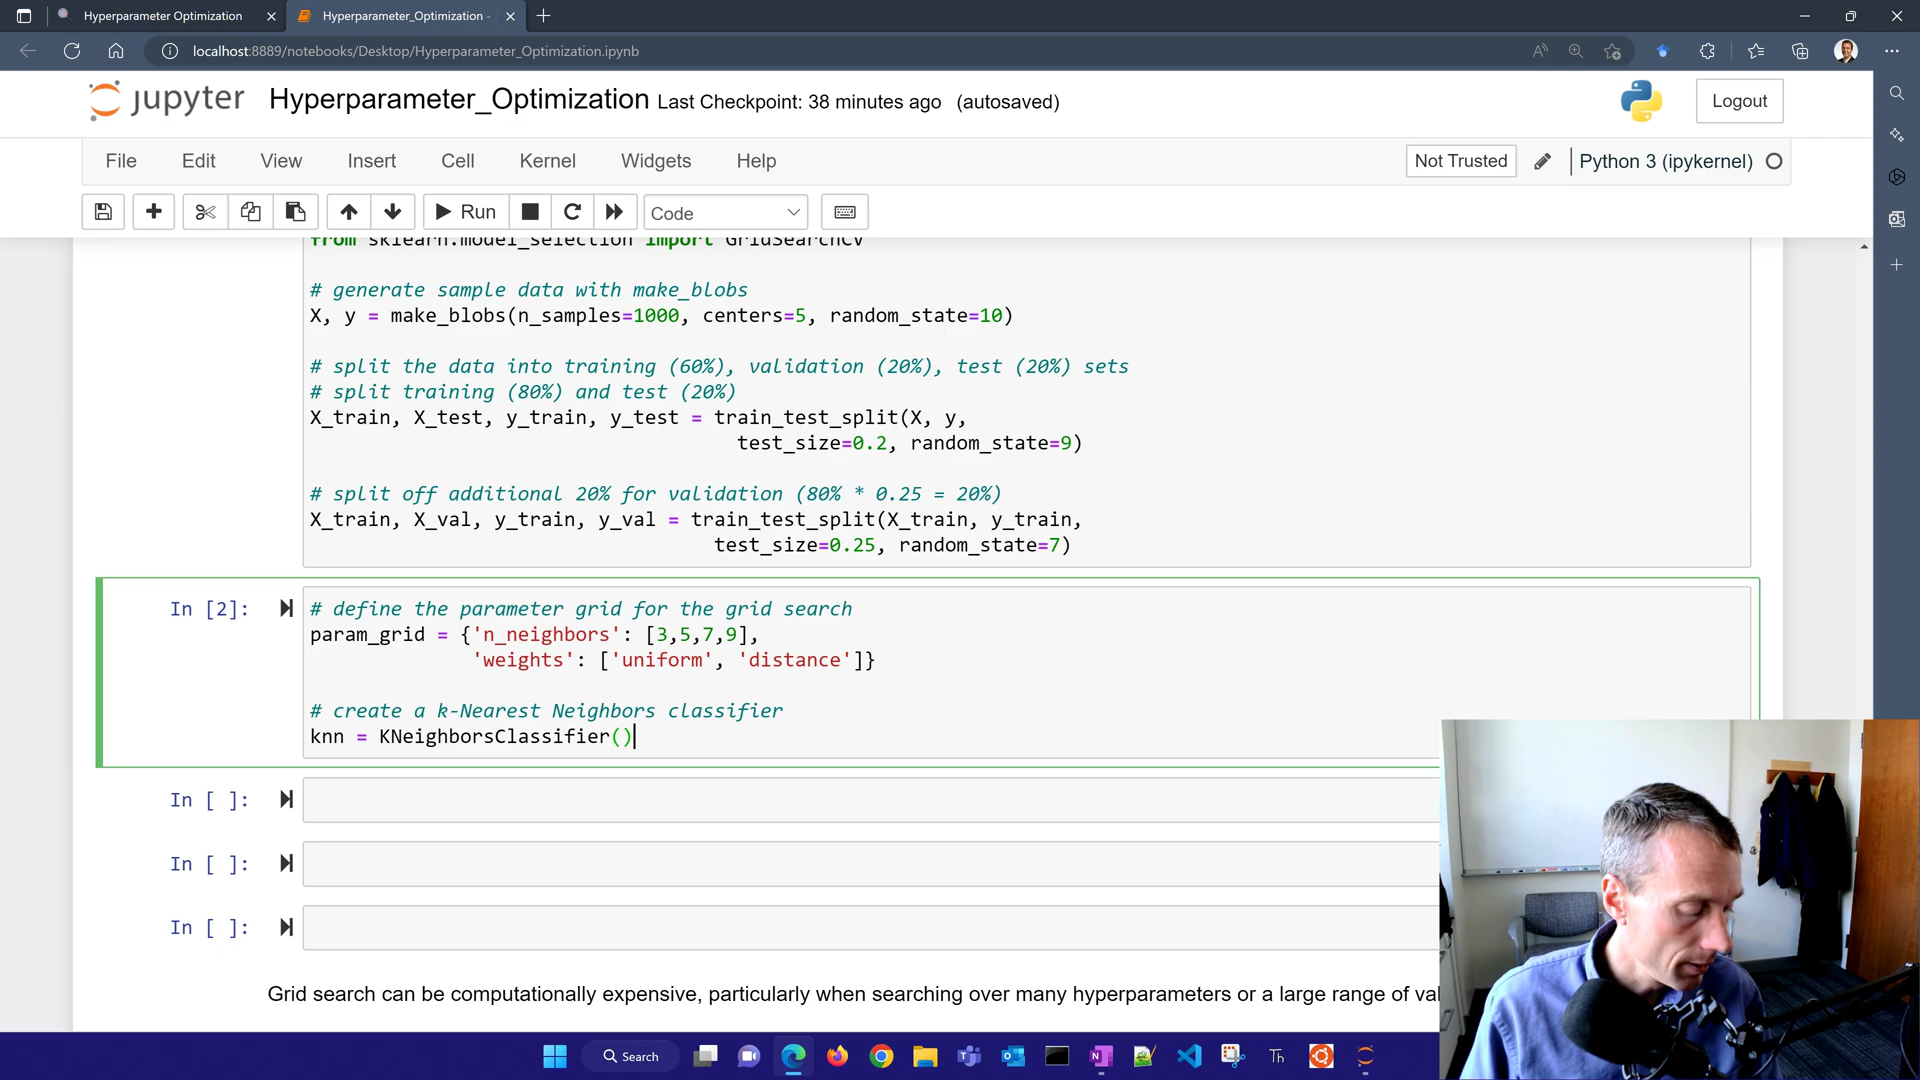 Hyperparameter Optimization
Hyperparameter_Optimization -
localhost:8889/notebooks/Desktop/Hyperparameter_Optimization.ipynb
jupyter Hyperparameter_Optimization Last Checkpoint: 38 minutes ago (autosaved)
Logout
File Edit View Insert Cell Kernel Widgets Help
Not Trusted
Python 3 (ipykernel)
Run
Code
from sklearn.model_selection import GridSearchCV
# generate sample data with make_blobs
X, y = make_blobs(n_samples=1000, centers=5, random_state=10)
# split the data into training (60%), validation (20%), test (20%) sets
# split training (80%) and test (20%)
X_train, X_test, y_train, y_test = train_test_split(X, y,
test_size=0.2, random_state=9)
# split off additional 20% for validation (80% * 0.25 = 20%)
X_train, X_val, y_train, y_val = train_test_split(X_train, y_train,
test_size=0.25, random_state=7)
In [2]:
# define the parameter grid for the grid search
param_grid = {'n_neighbors': [3,5,7,9],
'weights': ['uniform', 'distance']}
# create a k-Nearest Neighbors classifier
knn = KNeighborsClassifier()
In [ ]:
In [ ]:
In [ ]:
Grid search can be computationally expensive, particularly when searching over many hyperparameters or a large range of val
Search
Th